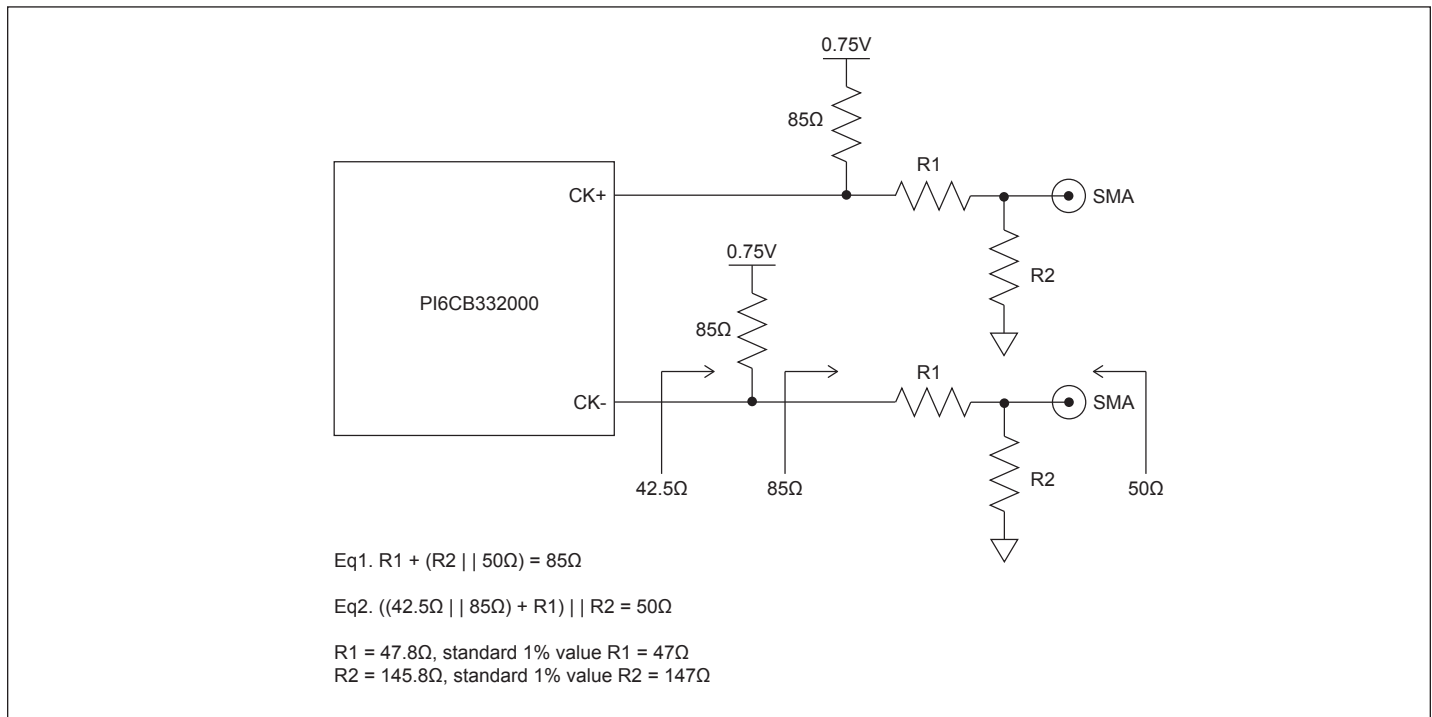 0.75V
85Ω
R1
CK+
SMA
0.75V
R2
PI6CB332000
85Ω
R1
CK-
SMA
R2
42.5Ω
85Ω
50Ω
Eq1. R1 + (R2 | | 50Ω) = 85Ω
Eq2. ((42.5Ω | | 85Ω) + R1) | | R2 = 50Ω
R1 = 47.8Ω, standard 1% value R1 = 47Ω
R2 = 145.8Ω, standard 1% value R2 = 147Ω